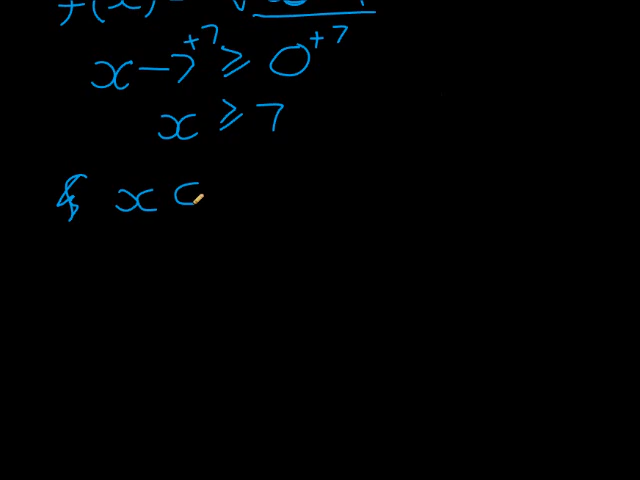 f(x) = √
x - 7 +7 ≥ 0 +7
x ≥ 7
{ x